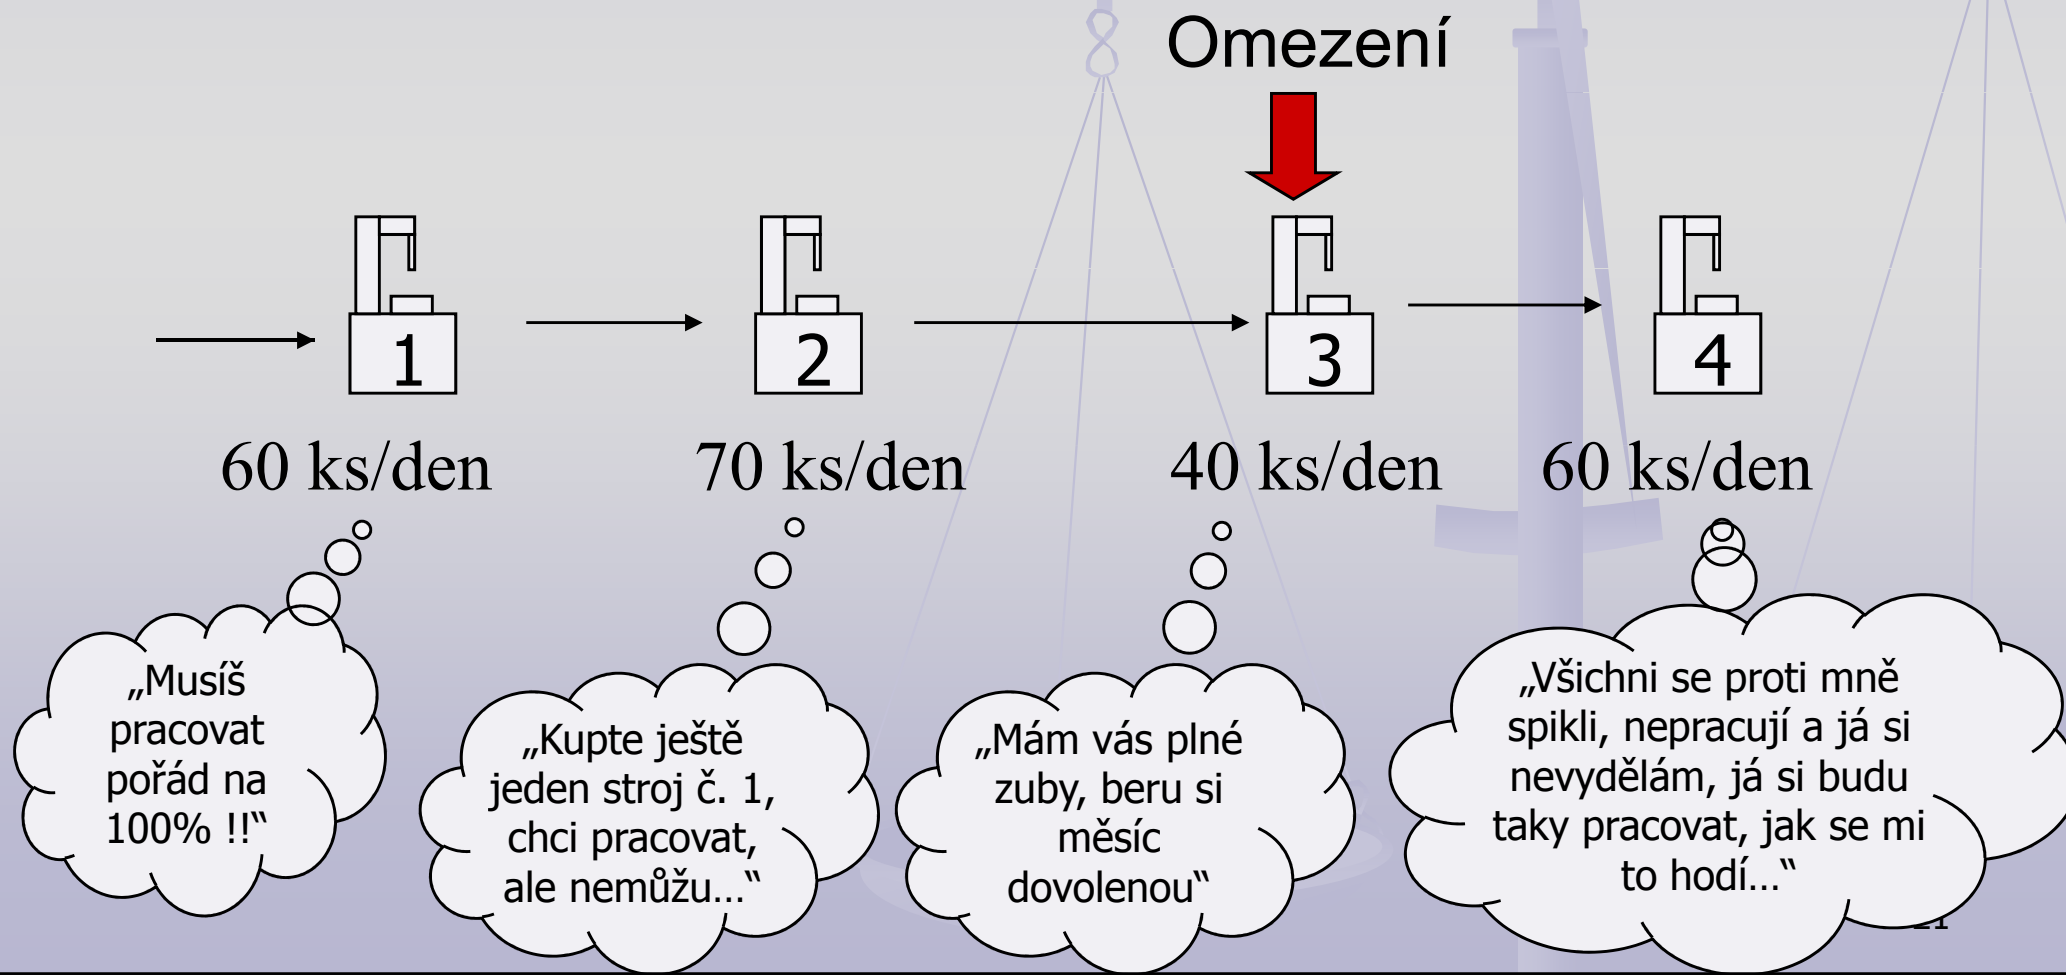 Omezení
1
2
3
4
60 ks/den
70 ks/den
40 ks/den
60 ks/den
„Musíš
pracovat
pořád na
100% !!“
„Kupte ještě
jeden stroj č. 1,
chci pracovat,
ale nemůžu…“
„Mám vás plné
zuby, beru si
měsíc
dovolenou“
„Všichni se proti mně
spikli, nepracují a já si
nevydělám, já si budu
taky pracovat, jak se mi
to hodí…“